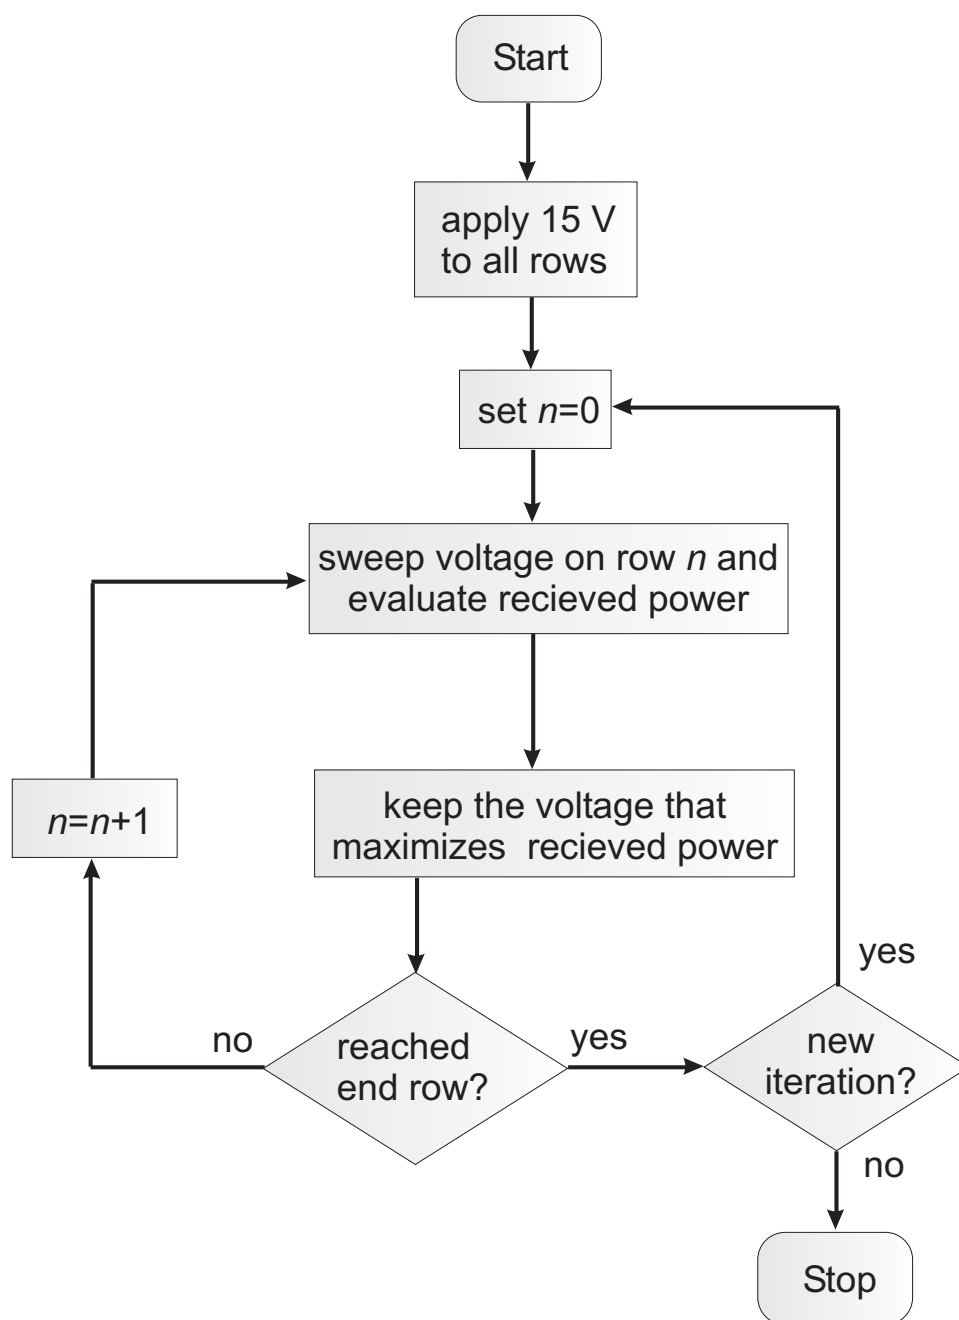 Start
apply 15 V
to all rows
set n=0
sweep voltage on row n and
evaluate recieved power
n=n+1
keep the voltage that
maximizes recieved power
no
reached
end row?
yes
new
iteration?
yes
no
Stop